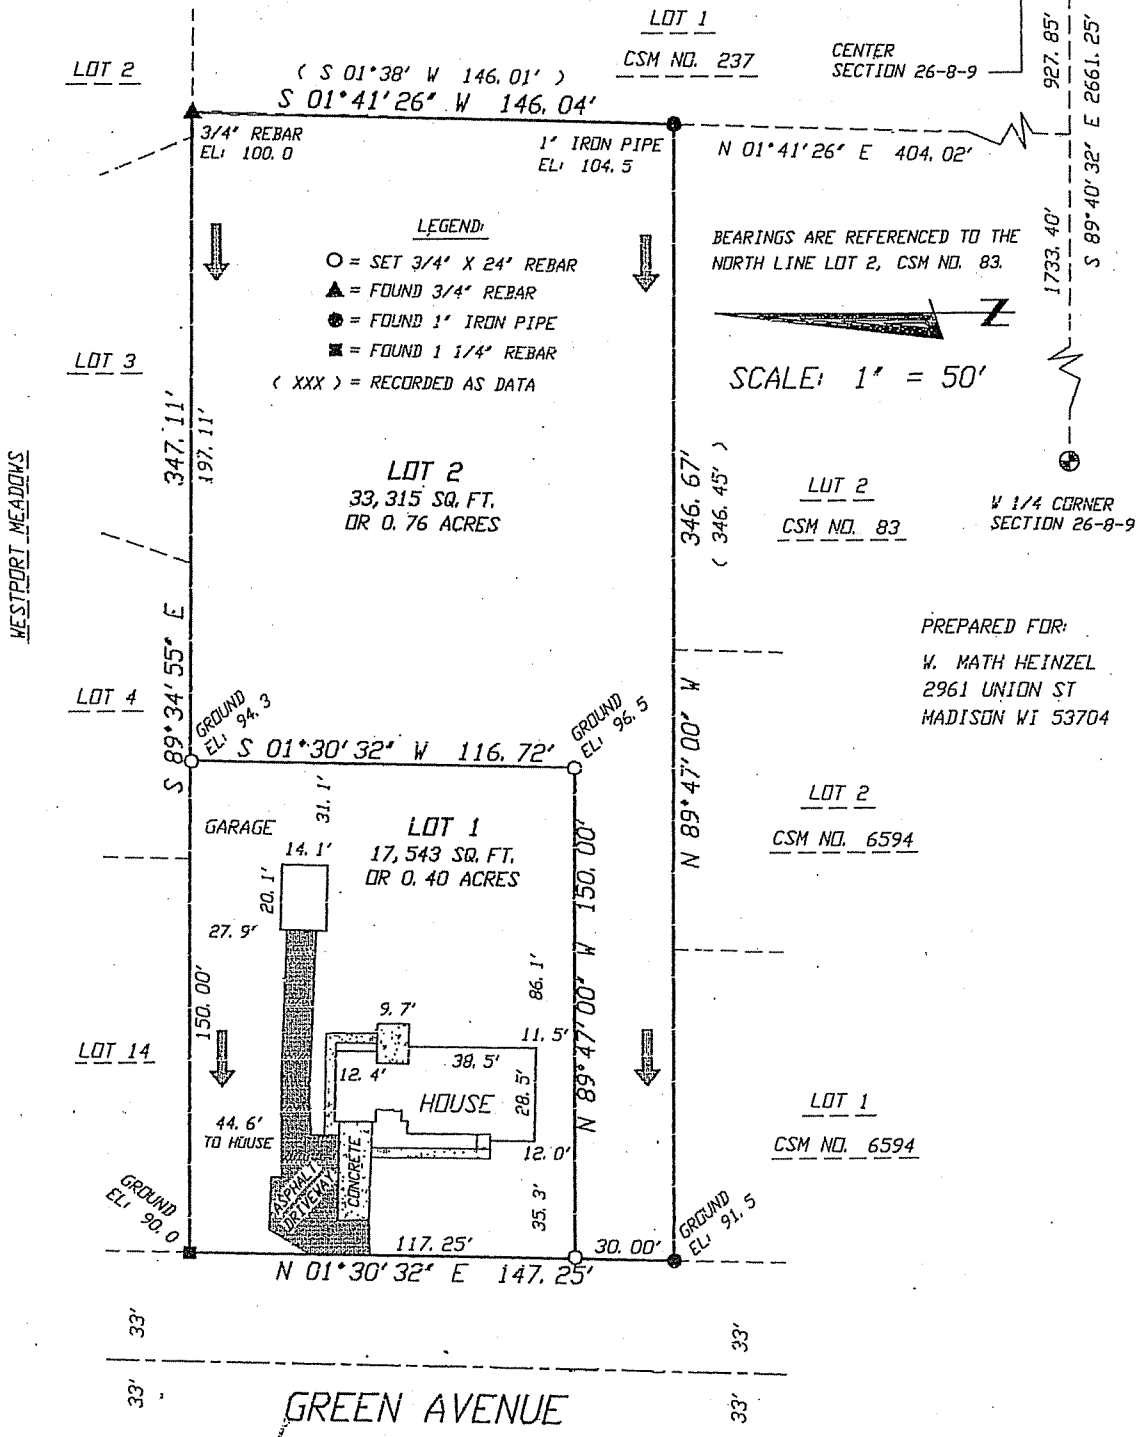 LOT 1
CSM NO. 237
LOT 2
( S 01°38' W 146.01' )
S 01°41'26" W 146.04'
CENTER
SECTION 26-8-9
927.85'
S 89°40'32" E 2661.25'
3/4" REBAR
EL: 100.0
1" IRON PIPE
EL: 104.5
N 01°41'26" E 404.02'
LEGEND:
O = SET 3/4" X 24" REBAR
▲ = FOUND 3/4" REBAR
● = FOUND 1" IRON PIPE
■ = FOUND 1 1/4" REBAR
( XXX ) = RECORDED AS DATA
BEARINGS ARE REFERENCED TO THE
NORTH LINE LOT 2, CSM NO. 83.
1733.40'
Z
SCALE: 1" = 50'
LOT 3
347.11'
197.11'
WESTPORT MEADOWS
LOT 2
33,315 SQ. FT.
OR 0.76 ACRES
346.67'
( 346.45' )
LOT 2
CSM NO. 83
W 1/4 CORNER
SECTION 26-8-9
PREPARED FOR:
W. MATH HEINZEL
2961 UNION ST
MADISON WI 53704
S 89°34'55" E
LOT 4
GROUND
EL: 94.3
S 01°30'32" W 116.72'
GROUND
EL: 96.5
N 89°47'00" W
LOT 2
CSM NO. 6594
31.1'
GARAGE
14.1'
20.1'
27.9'
LOT 1
17,543 SQ. FT.
OR 0.40 ACRES
N 89°47'00" W 150.00'
150.00'
86.1'
9.7'
11.5'
38.5'
12.4'
HOUSE
28.5'
LOT 14
44.6'
TO HOUSE
12.0'
LOT 1
CSM NO. 6594
ASPHALT
DRIVEWAY
CONCRETE
35.3'
GROUND
EL: 90.0
GROUND
EL: 91.5
117.25'
30.00'
N 01°30'32" E 147.25'
33'
33'
33'
33'
GREEN AVENUE